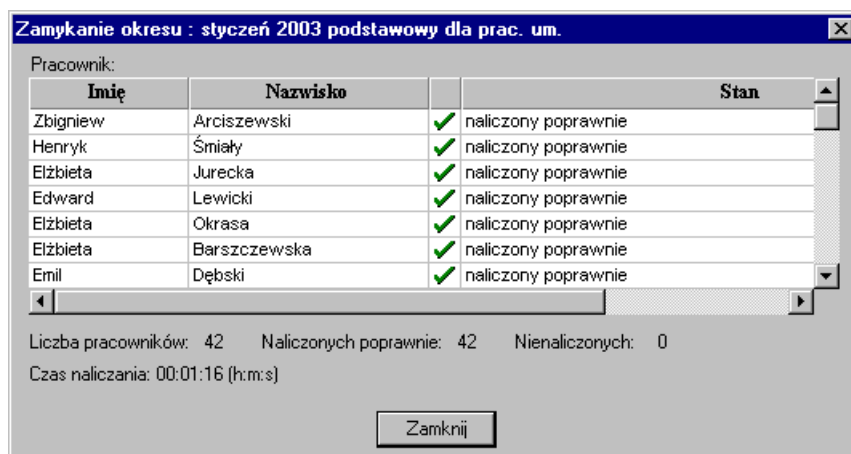 Zamykanie okresu : styczeń 2003 podstawowy dla prac. um.
Pracownik:
Imię Nazwisko Stan
Zbigniew Arciszewski naliczony poprawnie
Henryk Śmiały naliczony poprawnie
Elżbieta Jurecka naliczony poprawnie
Edward Lewicki naliczony poprawnie
Elżbieta Okrasa naliczony poprawnie
Elżbieta Barszczewska naliczony poprawnie
Emil Dębski naliczony poprawnie
Liczba pracowników: 42 Naliczonych poprawnie: 42 Nienaliczonych: 0
Czas naliczania: 00:01:16 (h:m:s)
Zamknij